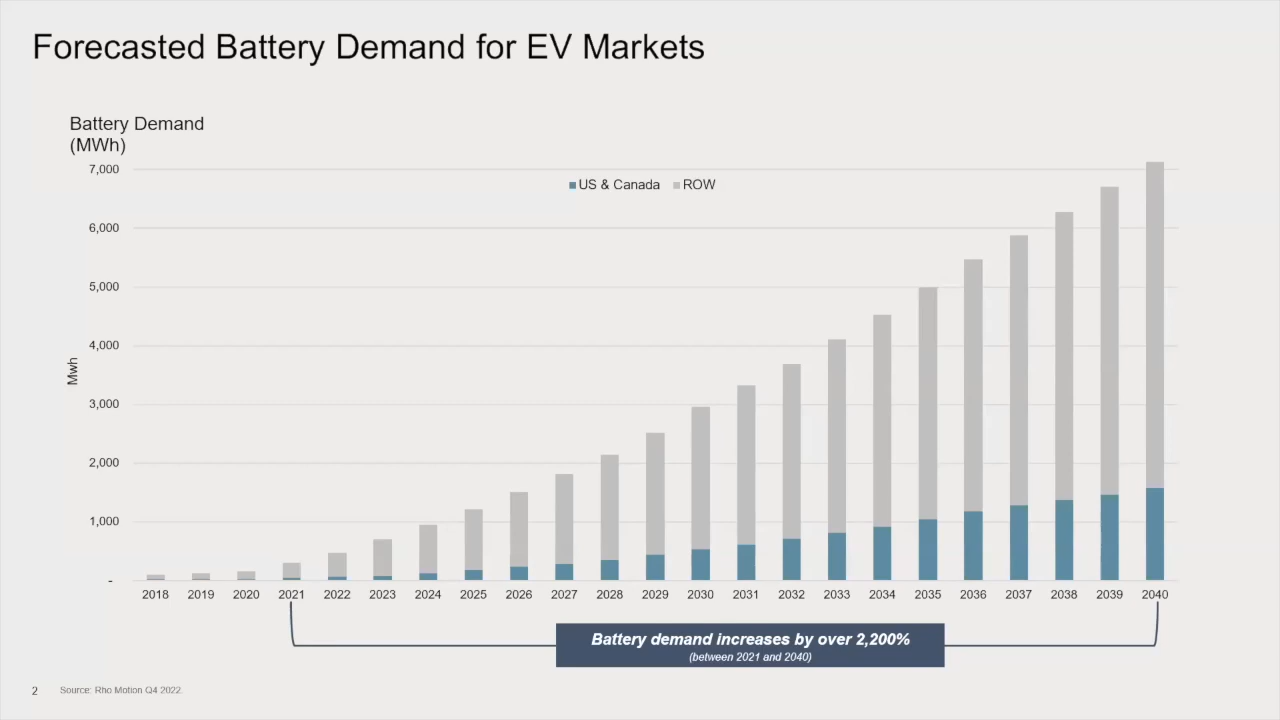 Forecasted Battery Demand for EV Markets
Battery Demand
(MWh)
7,000
6,000
5,000
4,000
3,000
2,000
1,000
-
Mwh
US & Canada ROW
2018 2019 2020 2021 2022 2023 2024 2025 2026 2027 2028 2029 2030 2031 2032 2033 2034 2035 2036 2037 2038 2039 2040
Battery demand increases by over 2,200%
(between 2021 and 2040)
2 Source: Rho Motion Q4 2022.